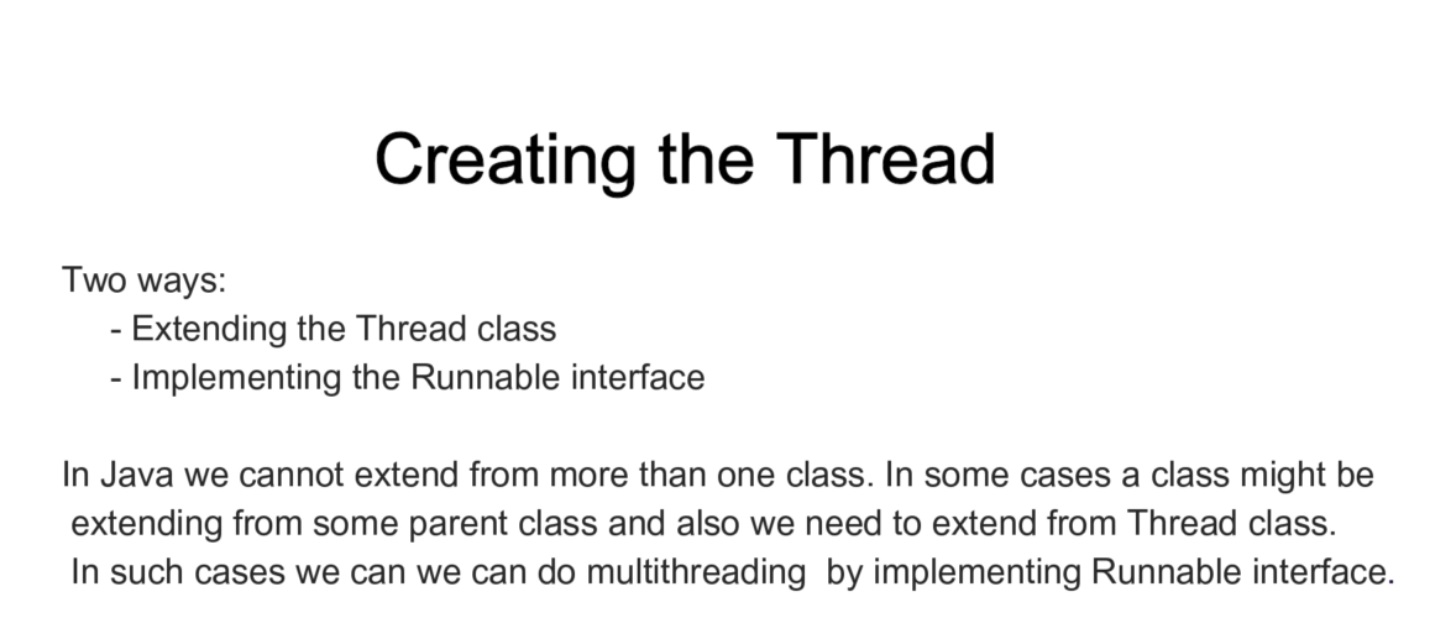 Creating the Thread
Two ways:
- Extending the Thread class
- Implementing the Runnable interface
In Java we cannot extend from more than one class. In some cases a class might be
extending from some parent class and also we need to extend from Thread class.
In such cases we can we can do multithreading  by implementing Runnable interface.